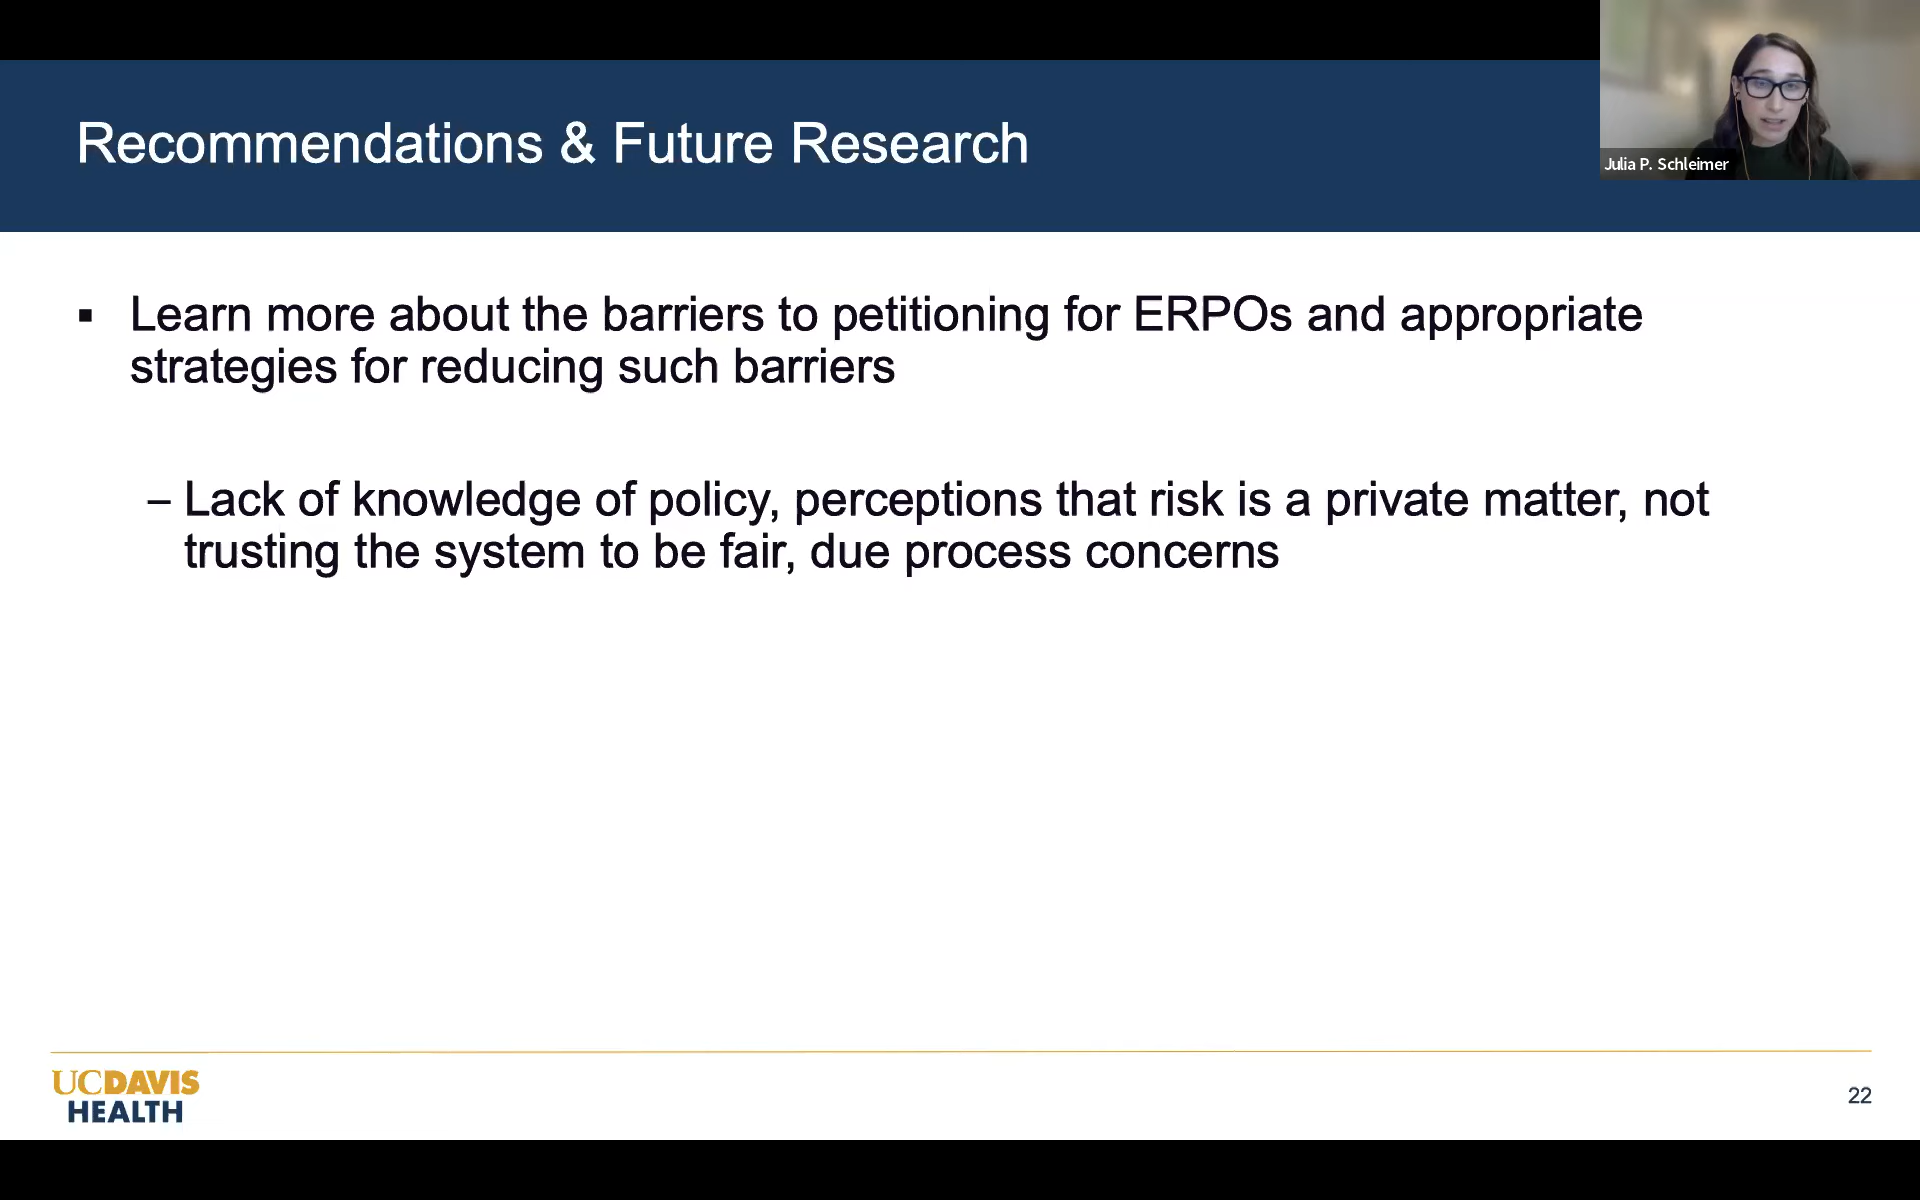 Recommendations & Future Research
Julia P. Schleimer
▪ Learn more about the barriers to petitioning for ERPOs and appropriate
strategies for reducing such barriers
– Lack of knowledge of policy, perceptions that risk is a private matter, not
trusting the system to be fair, due process concerns
UCDAVIS
HEALTH
22